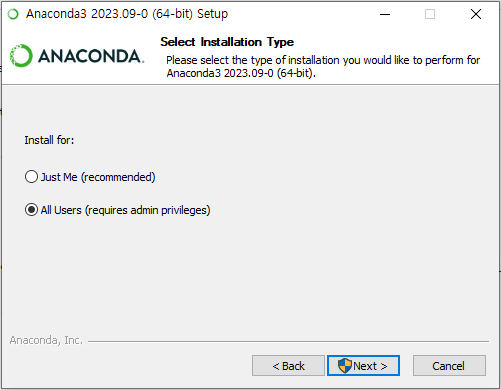 Anaconda3 2023.09-0 (64-bit) Setup
ANACONDA.
Select Installation Type
Please select the type of installation you would like to perform for
Anaconda3 2023.09-0 (64-bit).
Install for:
Just Me (recommended)
All Users (requires admin privileges)
Anaconda, Inc.
< Back
Next >
Cancel